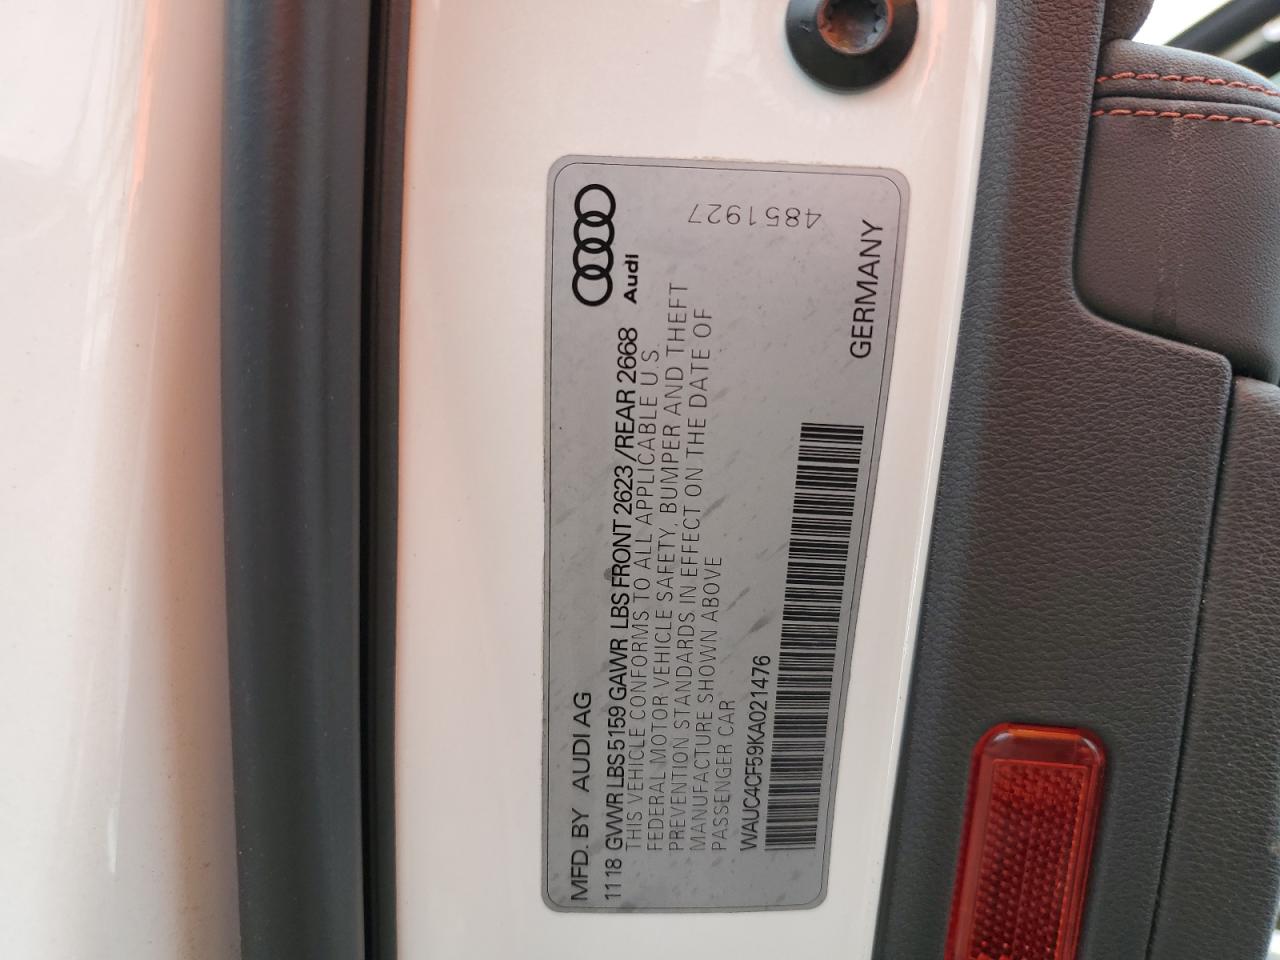 MFD. BY AUDI AG
Audi
1118 GVWR LBS 5159 GAWR LBS FRONT 2623 /REAR 2668
THIS VEHICLE CONFORMS TO ALL APPLICABLE U.S.
FEDERAL MOTOR VEHICLE SAFETY, BUMPER AND THEFT
PREVENTION STANDARDS IN EFFECT ON THE DATE OF
MANUFACTURE SHOWN ABOVE
PASSENGER CAR
4851927
WAUC4CF59KA021476
GERMANY